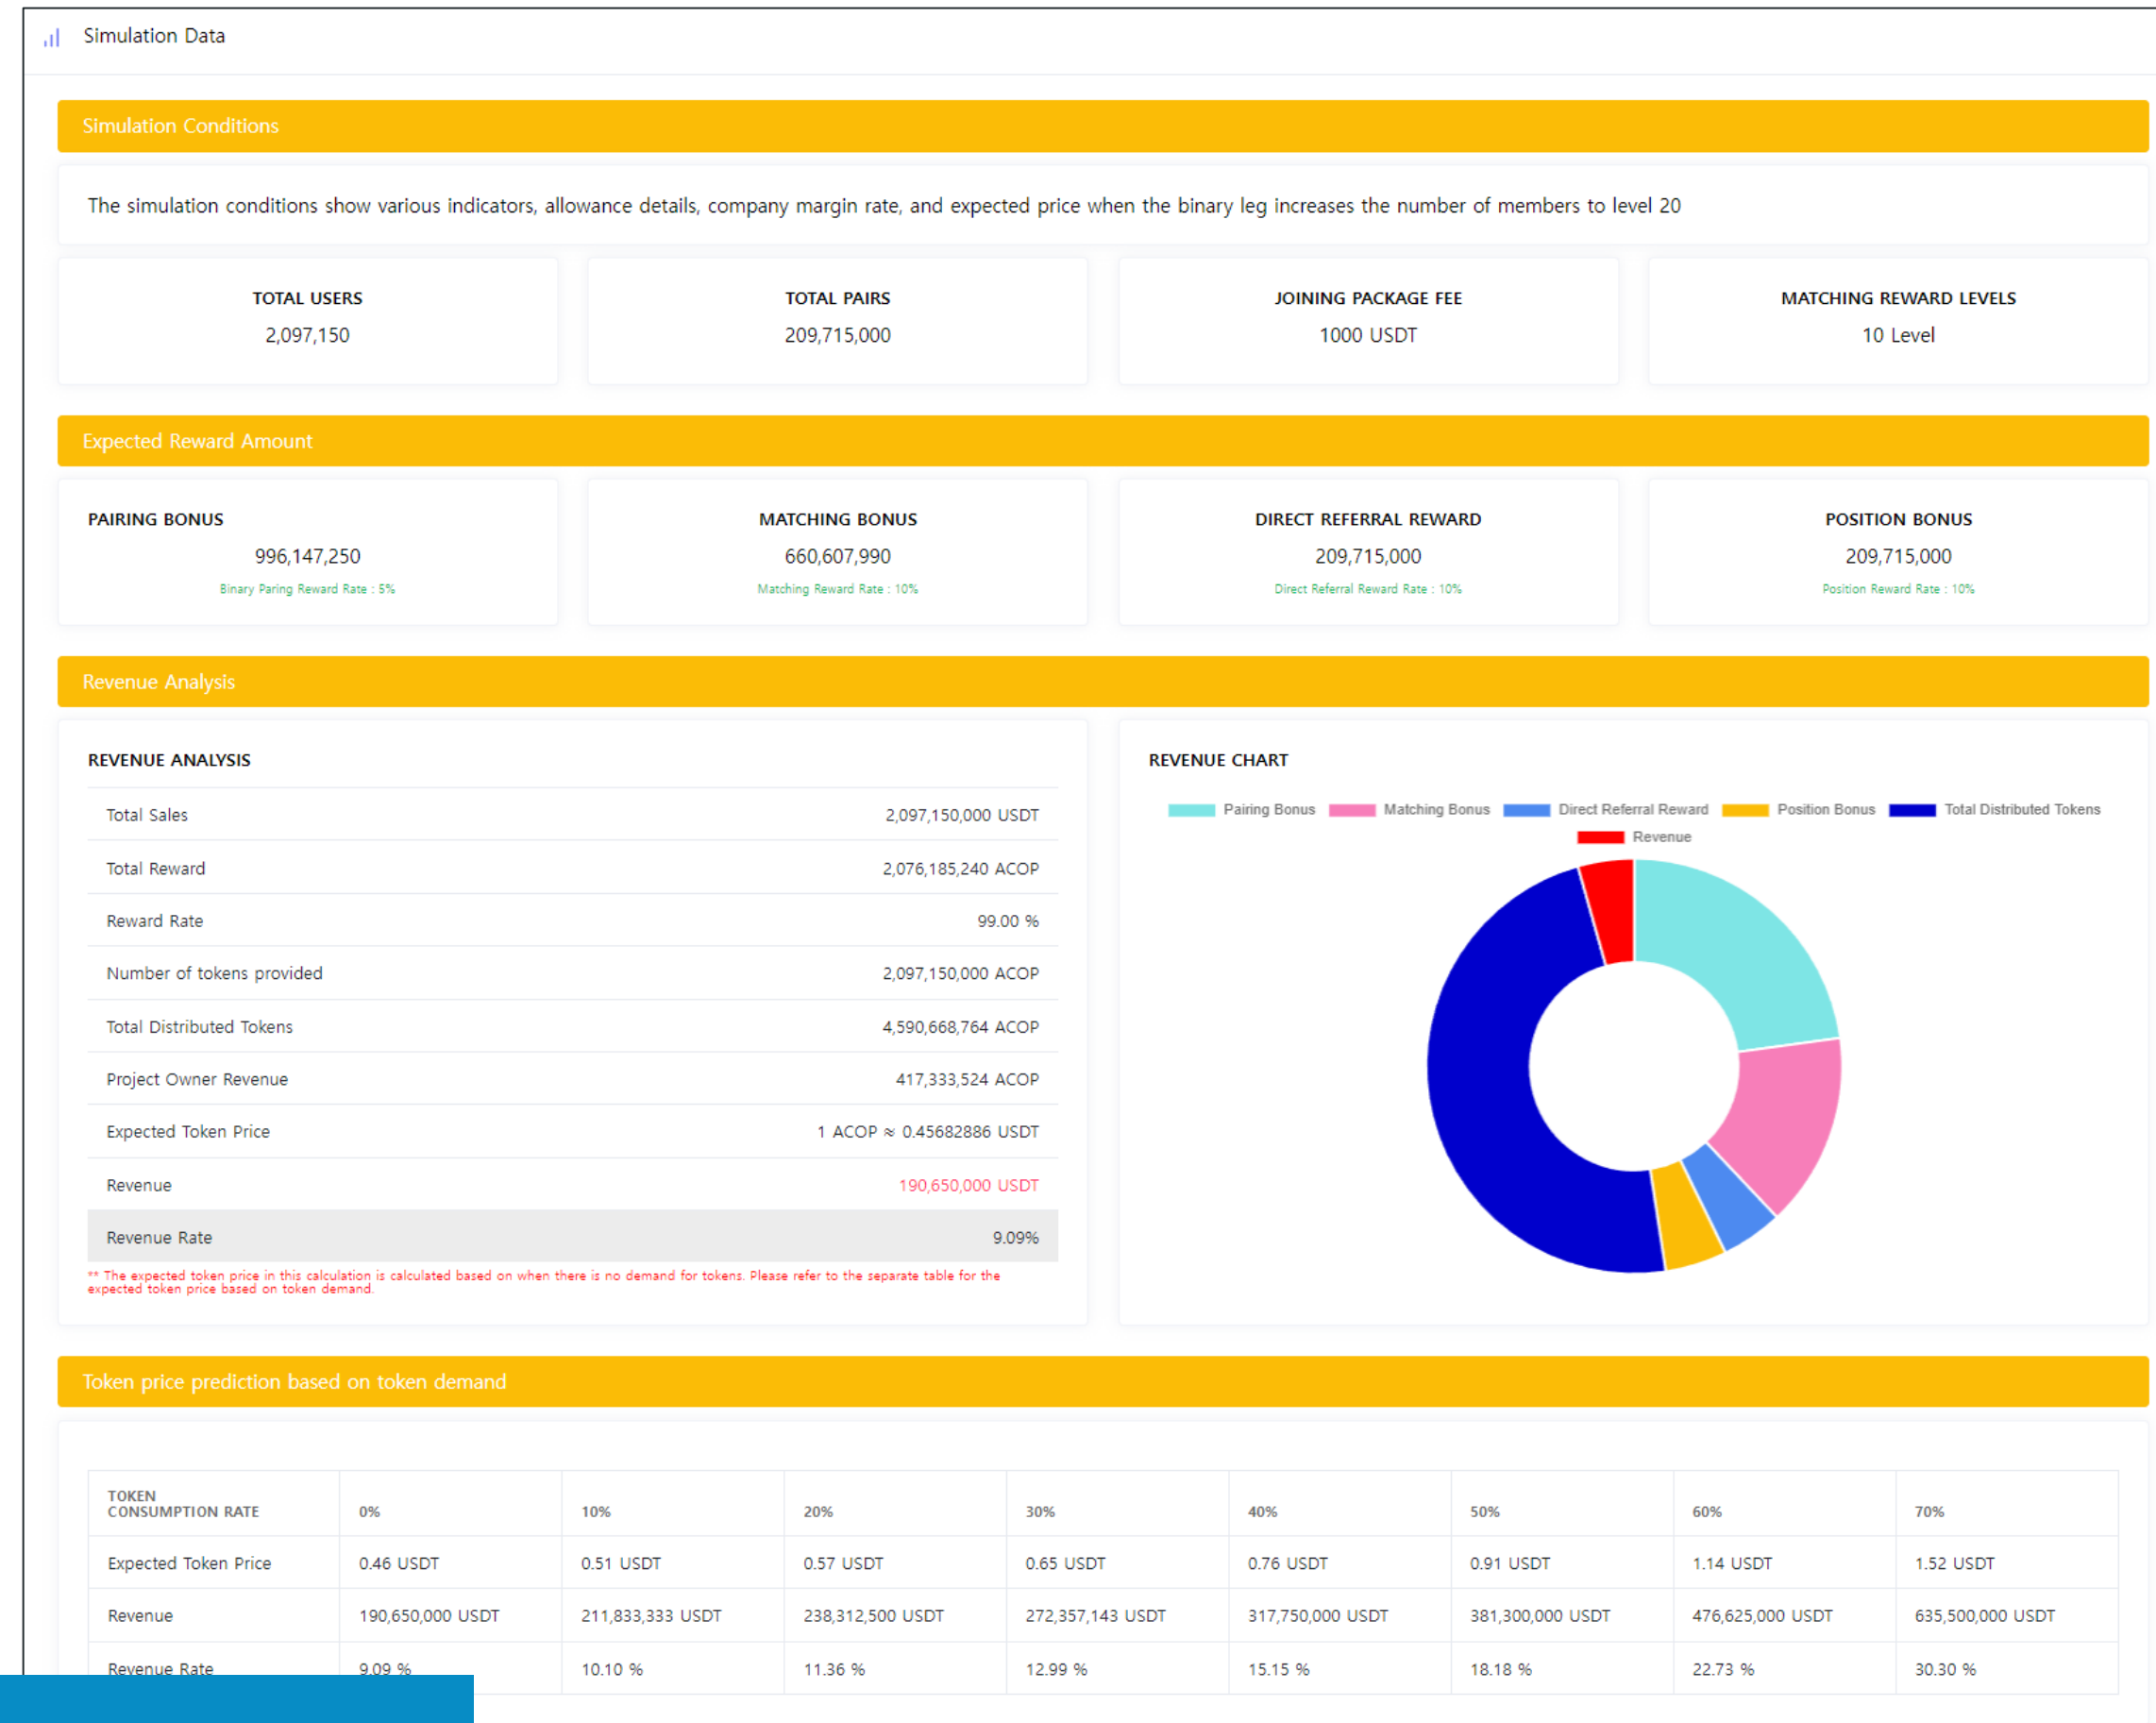 Simulation Data
Simulation Conditions
The simulation conditions show various indicators, allowance details, company margin rate, and expected price when the binary leg increases the number of members to level 20
TOTAL USERS
2,097,150
TOTAL PAIRS
209,715,000
JOINING PACKAGE FEE
1000 USDT
MATCHING REWARD LEVELS
10 Level
Expected Reward Amount
PAIRING BONUS
996,147,250
Binary Paring Reward Rate : 5%
MATCHING BONUS
660,607,990
Matching Reward Rate : 10%
DIRECT REFERRAL REWARD
209,715,000
Direct Referral Reward Rate : 10%
POSITION BONUS
209,715,000
Position Reward Rate : 10%
Revenue Analysis
REVENUE ANALYSIS
Total Sales 2,097,150,000 USDT
Total Reward 2,076,185,240 ACOP
Reward Rate 99.00 %
Number of tokens provided 2,097,150,000 ACOP
Total Distributed Tokens 4,590,668,764 ACOP
Project Owner Revenue 417,333,524 ACOP
Expected Token Price 1 ACOP ≈ 0.45682886 USDT
Revenue 190,650,000 USDT
Revenue Rate 9.09%
** The expected token price in this calculation is calculated based on when there is no demand for tokens. Please refer to the separate table for the
expected token price based on token demand.
REVENUE CHART
Pairing Bonus Matching Bonus Direct Referral Reward Position Bonus Total Distributed Tokens
Revenue
Token price prediction based on token demand
TOKEN
CONSUMPTION RATE 0% 10% 20% 30% 40% 50% 60% 70%
Expected Token Price 0.46 USDT 0.51 USDT 0.57 USDT 0.65 USDT 0.76 USDT 0.91 USDT 1.14 USDT 1.52 USDT
Revenue 190,650,000 USDT 211,833,333 USDT 238,312,500 USDT 272,357,143 USDT 317,750,000 USDT 381,300,000 USDT 476,625,000 USDT 635,500,000 USDT
Revenue Rate 9.09 % 10.10 % 11.36 % 12.99 % 15.15 % 18.18 % 22.73 % 30.30 %